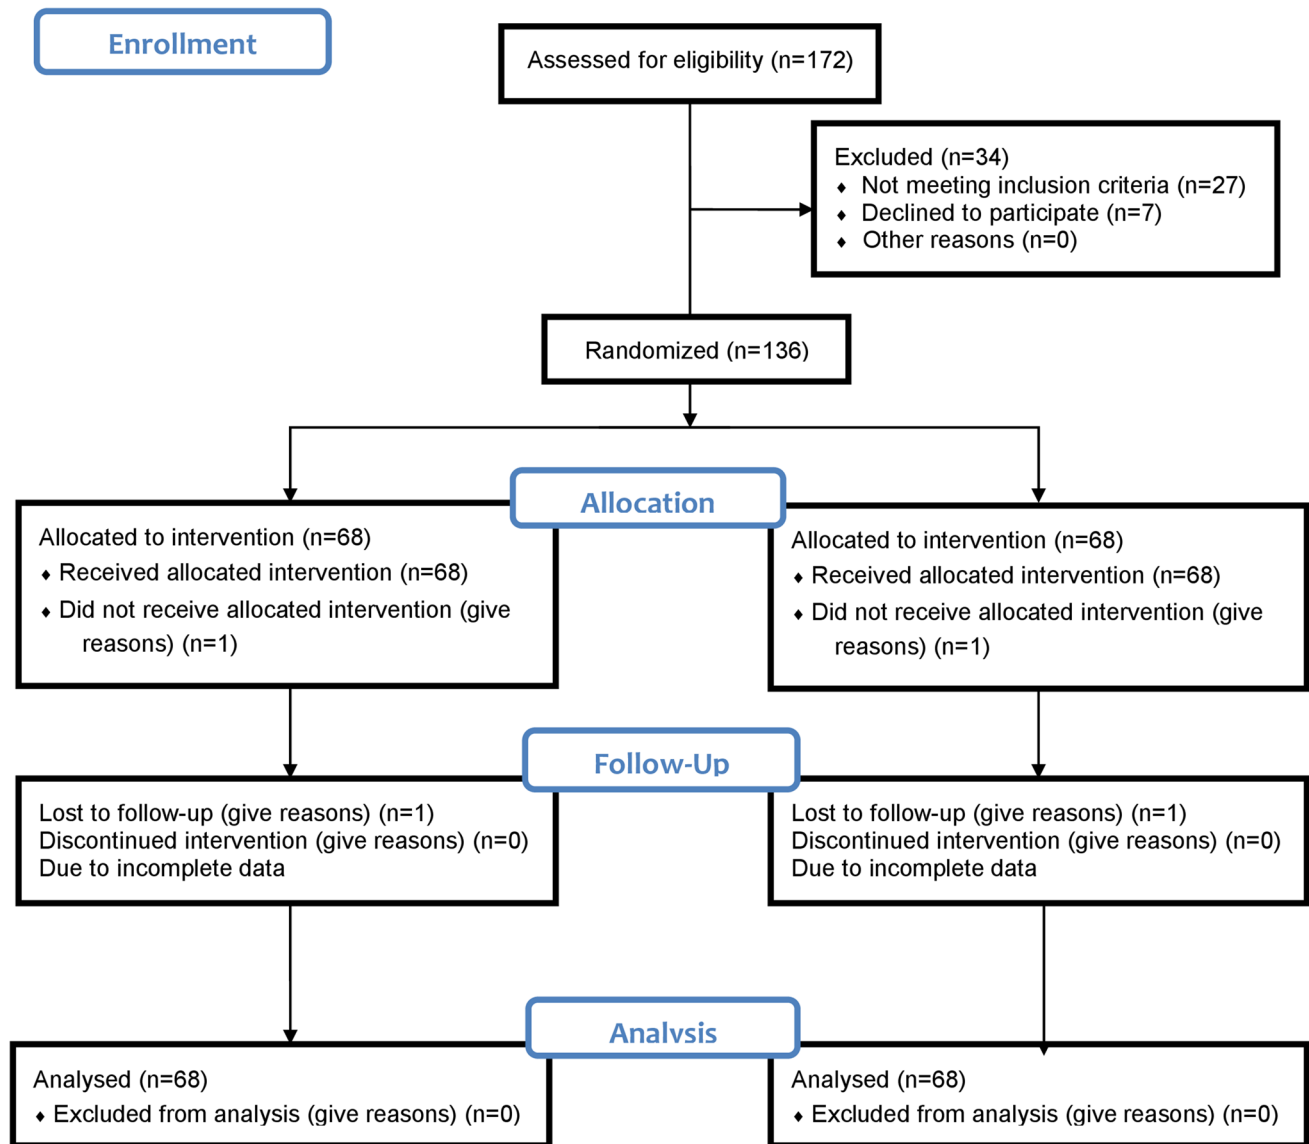 Enrollment
Assessed for eligibility (n=172)
Excluded (n=34)
♦ Not meeting inclusion criteria (n=27)
♦ Declined to participate (n=7)
♦ Other reasons (n=0)
Randomized (n=136)
Allocation
Allocated to intervention (n=68)
♦ Received allocated intervention (n=68)
♦ Did not receive allocated intervention (give
reasons) (n=1)
Allocated to intervention (n=68)
♦ Received allocated intervention (n=68)
♦ Did not receive allocated intervention (give
reasons) (n=1)
Follow-Up
Lost to follow-up (give reasons) (n=1)
Discontinued intervention (give reasons) (n=0)
Due to incomplete data
Lost to follow-up (give reasons) (n=1)
Discontinued intervention (give reasons) (n=0)
Due to incomplete data
Analysis
Analysed (n=68)
♦ Excluded from analysis (give reasons) (n=0)
Analysed (n=68)
♦ Excluded from analysis (give reasons) (n=0)